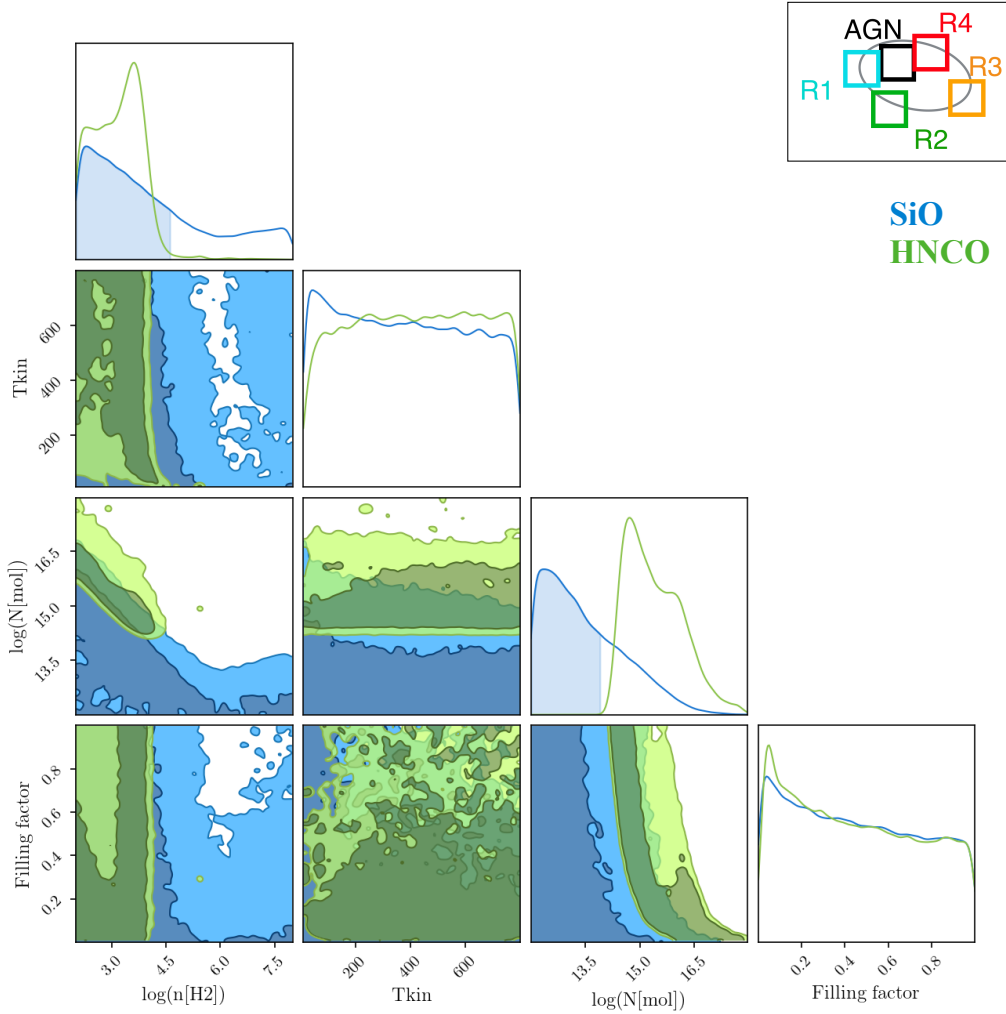 AGN
R4
R1
R3
R2
SiO
HNCO
600
400
200
Tkin
16.5
15.0
13.5
log(N[mol])
0.8
0.6
0.4
0.2
Filling factor
3.0 4.5 7.5
log(n[H2])
200 400 600
Tkin
13.5 15.0 16.5
log(N[mol])
0.2 0.4 0.6 0.8
Filling factor